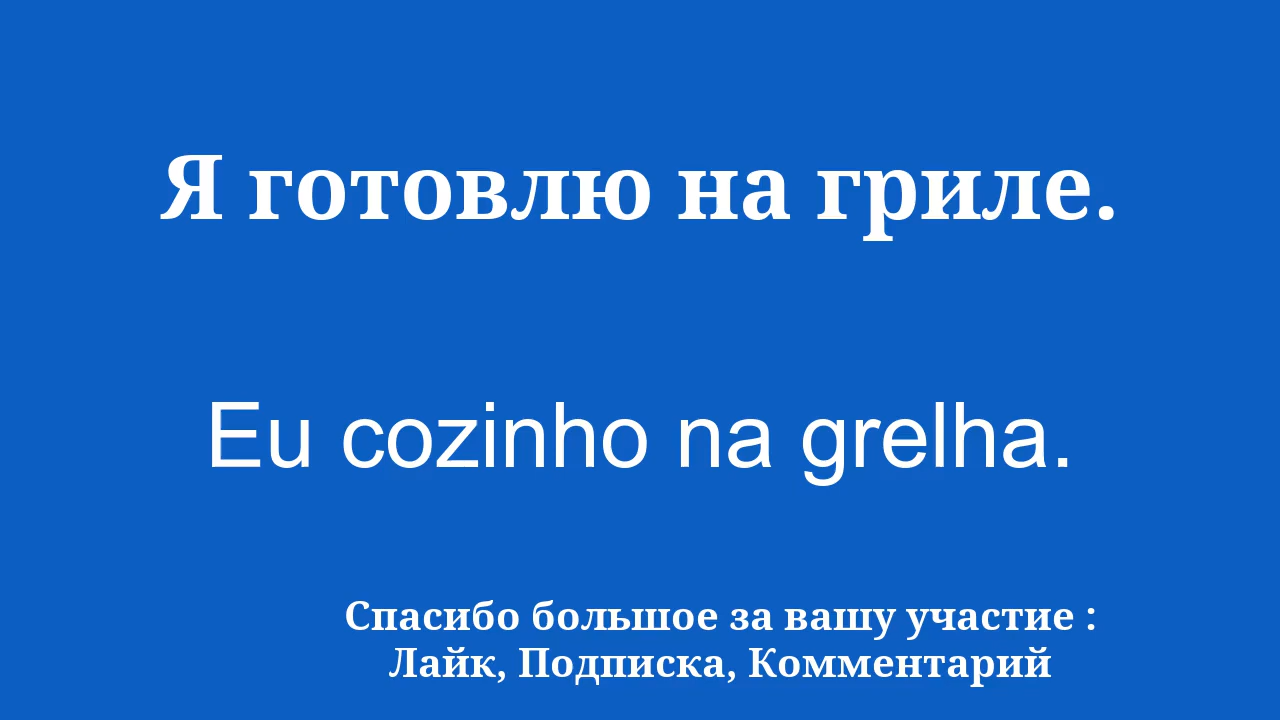 Я готовлю на гриле.
Eu cozinho na grelha.
Спасибо большое за вашу участие :
Лайк, Подписка, Комментарий